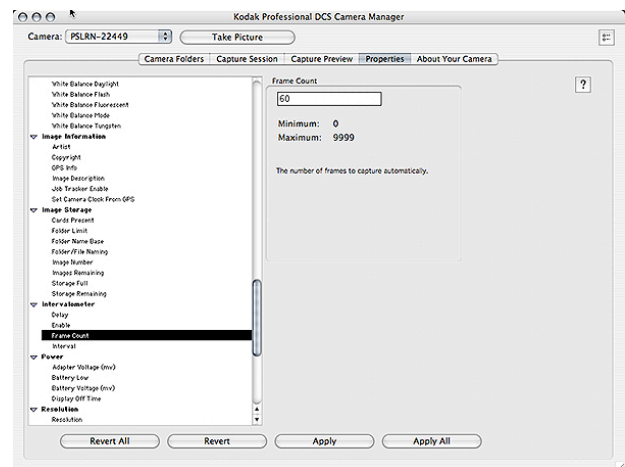 Kodak Professional DCS Camera Manager
Camera: PSLRN-22449 Take Picture
Camera Folders Capture Session Capture Preview Properties About Your Camera
White Balance Daylight
White Balance Flash
White Balance Fluorescent
White Balance Mode
White Balance Tungsten
Image Information
Artist
Copyright
GPS Info
Image Description
Job Tracker Enable
Set Camera Clock From GPS
Image Storage
Cards Present
Folder Limit
Folder Name Base
Folder/File Naming
Image Number
Images Remaining
Storage Full
Storage Remaining
Intervalometer
Delay
Enable
Frame Count
Interval
Power
Adapter Voltage (mv)
Battery Low
Battery Voltage (mv)
Display Off Time
Resolution
Resolution
Frame Count
60
Minimum: 0
Maximum: 9999
The number of frames to capture automatically.
?
Revert All Revert Apply Apply All